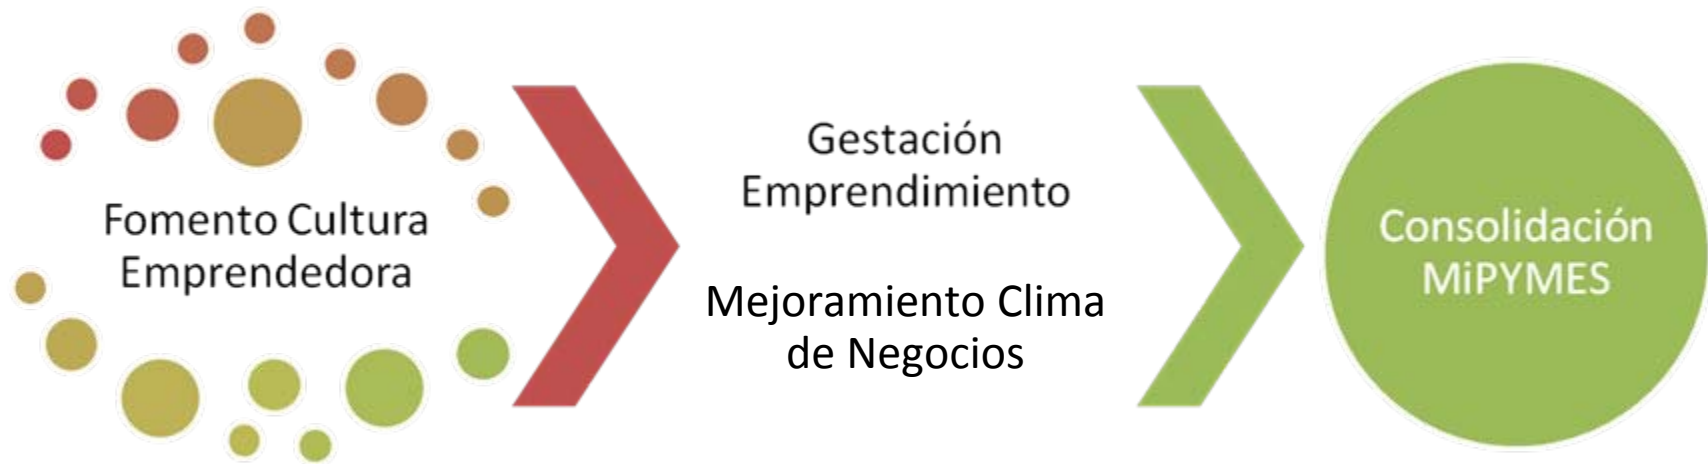 Fomento Cultura
Emprendedora
Gestación
Emprendimiento
Mejoramiento Clima
de Negocios
Consolidación
MiPYMES